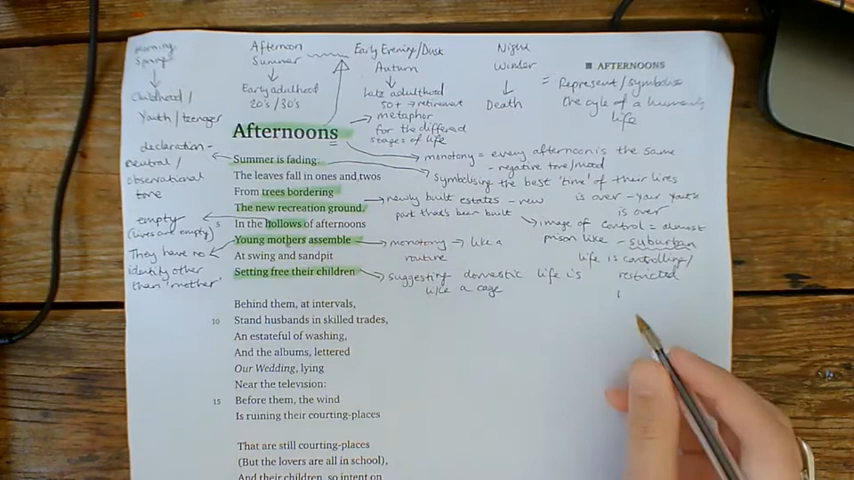 Morning
Spring
Childhood /
Youth / teenager
Afternoon
Summer
Early adulhood
20's / 30's
Early Evening / Dusk
Autumn
Late adulthood
50+ → retirement
Night
Winter
Death
= Represent / symbolise
One cycle of a human's
life
■ AFTERNOONS
metaphor
for the different
stages of life
Afternoons
declaration -
neutral /
observational
tone
monotony = every afternoon is the same
- negative tone/mood
Symbolising the best 'time' of their lives
is over - your youth
is over
Summer is fading:
The leaves fall in ones and twos
From trees bordering
The new recreation ground.
5 In the hollows of afternoons
Young mothers assemble
At swing and sandpit
Setting free their children
newly built estates - new
part that's been built
image of control = almost
prison like - suburban
life is controlling /
restricted
empty
(lives are empty)
They have no
identity other
than 'mother'
monotony → like a
routine
suggesting domestic life is
like a cage
Behind them, at intervals,
10 Stand husbands in skilled trades,
An estateful of washing,
And the albums, lettered
Our Wedding, lying
Near the television:
15 Before them, the wind
Is ruining their courting-places
That are still courting-places
(But the lovers are all in school),
And their children, so intent on